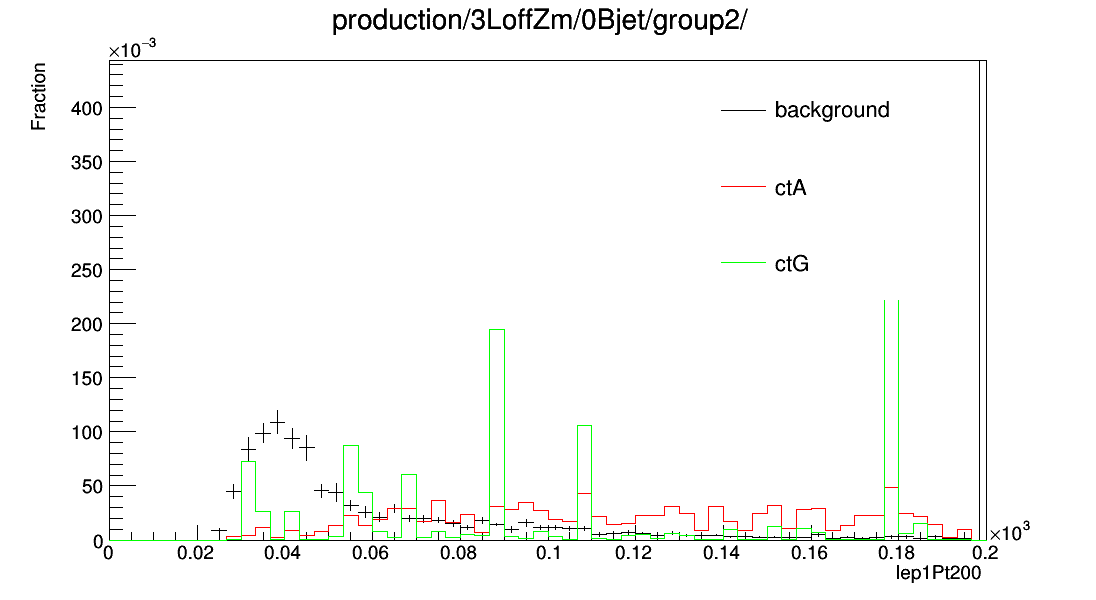 production/3LoffZm/0Bjet/group2/
×10⁻³
Fraction
400
350
300
250
200
150
100
50
0
background
ctA
ctG
0 0.02 0.04 0.06 0.08 0.1 0.12 0.14 0.16 0.18 0.2
×10³
lep1Pt200